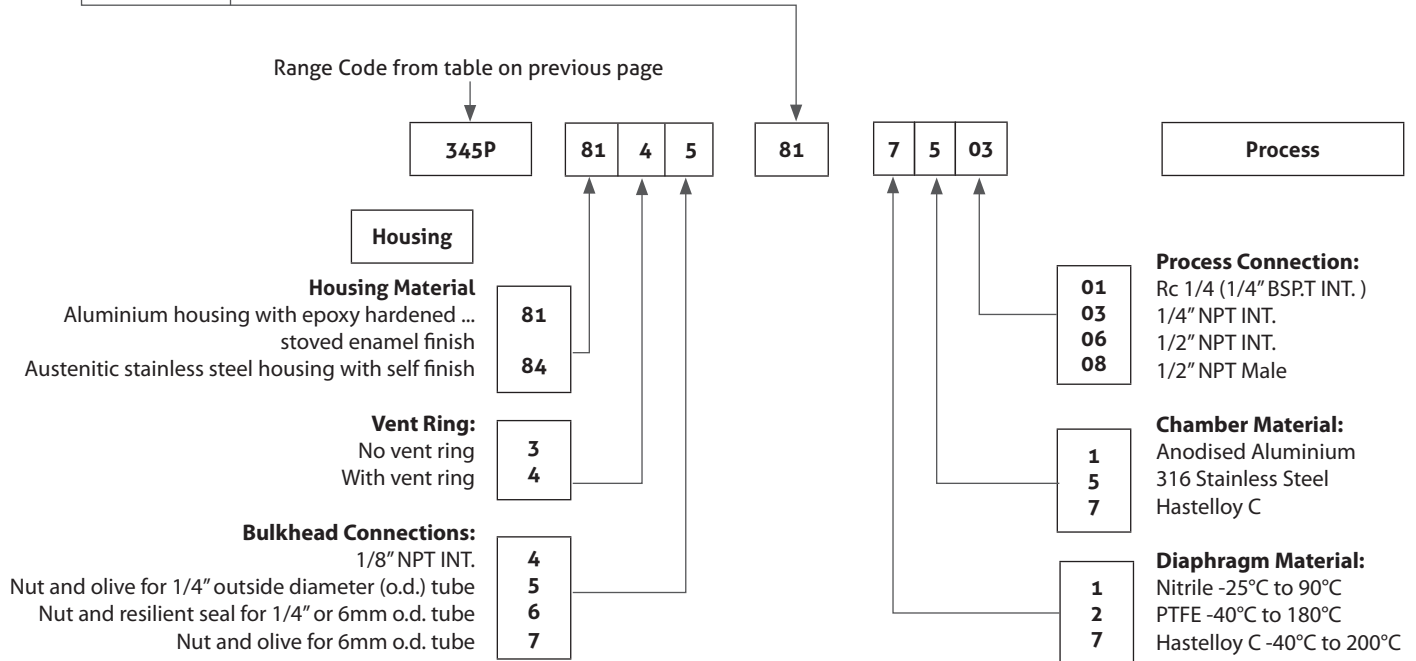 Range Code from table on previous page
345P 81 4 5 81 7 5 03 Process
Housing
Housing Material
Aluminium housing with epoxy hardened ... 81
stoved enamel finish
Austenitic stainless steel housing with self finish 84
Vent Ring:
No vent ring 3
With vent ring 4
Bulkhead Connections:
1/8" NPT INT. 4
Nut and olive for 1/4" outside diameter (o.d.) tube 5
Nut and resilient seal for 1/4" or 6mm o.d. tube 6
Nut and olive for 6mm o.d. tube 7
Process Connection:
01 Rc 1/4 (1/4" BSP.T INT. )
03 1/4" NPT INT.
06 1/2" NPT INT.
08 1/2" NPT Male
Chamber Material:
1 Anodised Aluminium
5 316 Stainless Steel
7 Hastelloy C
Diaphragm Material:
1 Nitrile -25°C to 90°C
2 PTFE -40°C to 180°C
7 Hastelloy C -40°C to 200°C